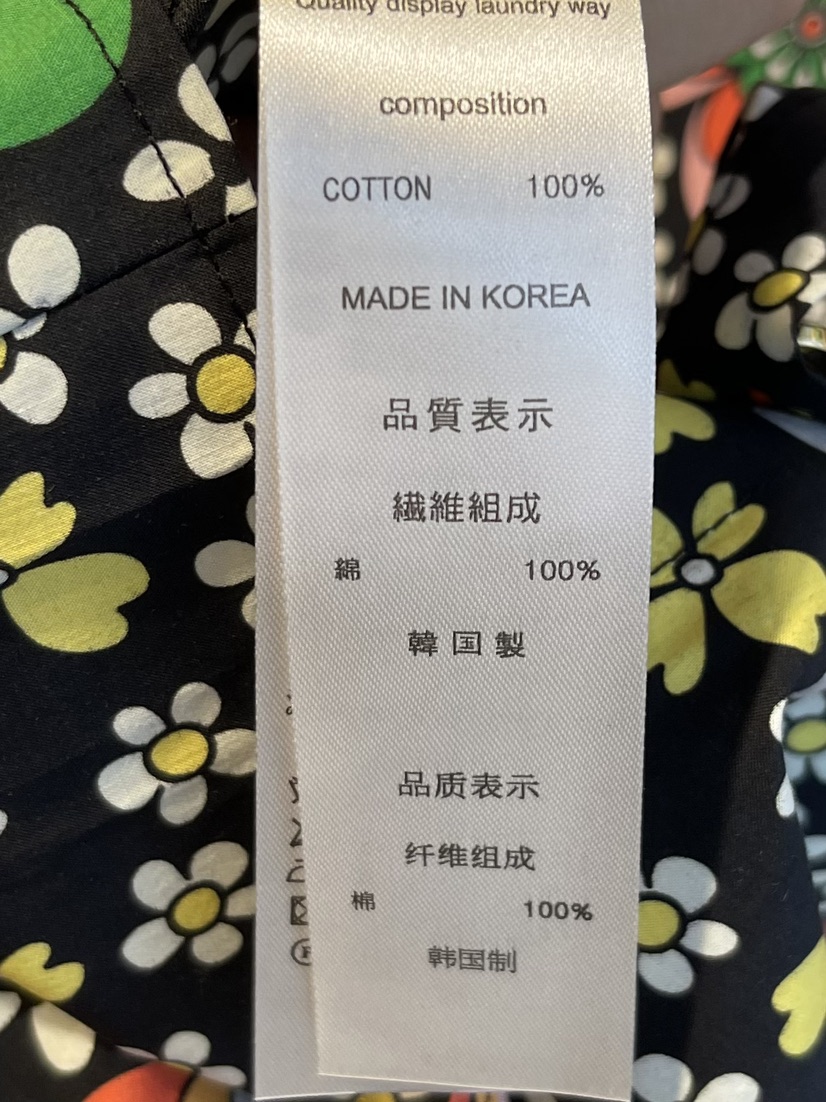 Quality display laundry way
composition
COTTON 100%
MADE IN KOREA
品質表示
繊維組成
綿 100%
韓国製
品质表示
纤维组成
棉 100%
韩国制